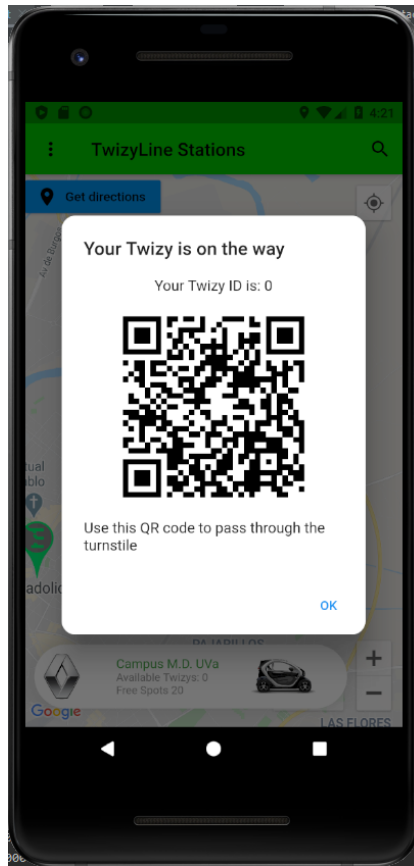 4:21
TwizyLine Stations
Get directions
Your Twizy is on the way
Your Twizy ID is: 0
Use this QR code to pass through the
turnstile
OK
PAJARILLOS
Campus M.D. UVa
Available Twizys: 0
Free Spots 20
Google
LAS FLORES